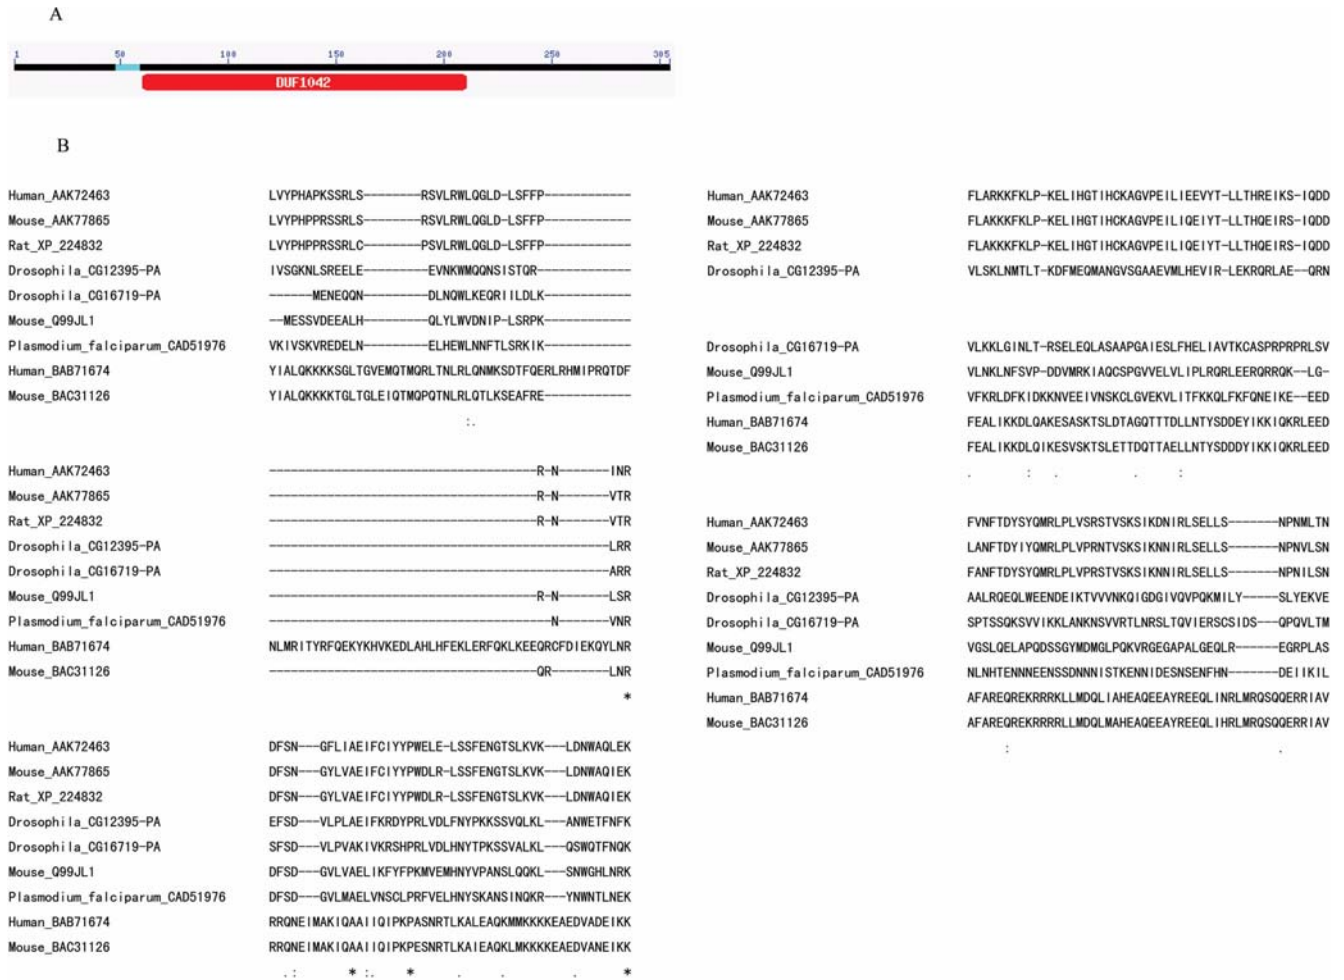 A
1 50 100 150 200 250 305
DUF1042
B
Human_AAK72463 LVYPHAPKSSRLS--------RSVLRWLQGLD-LSFFP------------
Mouse_AAK77865 LVYPHPPRSSRLS--------RSVLRWLQGLD-LSFFP------------
Rat_XP_224832 LVYPHPPRSSRLC--------PSVLRWLQGLD-LSFFP------------
Drosophila_CG12395-PA IVSGKNLSREELE---------EVNKWMQQNSISTQR-------------
Drosophila_CG16719-PA ------MENEQQN---------DLNQWLKEQRIILDLK------------
Mouse_Q99JL1 --MESSVDEEALH---------QLYLWVDNIP-LSRPK------------
Plasmodium_falciparum_CAD51976 VKIVSKVREDELN---------ELHEWLNNFTLSRKIK------------
Human_BAB71674 YIALQKKKKSGLTGVEMQTMQRLTNLRLQNMKSDTFQERLRHMIPRQTDF
Mouse_BAC31126 YIALQKKKKTGLTGLEIQTMQPQTNLRLQTLKSEAFRE------------
:.
Human_AAK72463 -------------------------------------R-N-------INR
Mouse_AAK77865 -------------------------------------R-N-------VTR
Rat_XP_224832 -------------------------------------R-N-------VTR
Drosophila_CG12395-PA -----------------------------------------------LRR
Drosophila_CG16719-PA -----------------------------------------------ARR
Mouse_Q99JL1 -------------------------------------R-N-------LSR
Plasmodium_falciparum_CAD51976 ---------------------------------------N-------VNR
Human_BAB71674 NLMRITYRFQEKYKHVKEDLAHLHFEKLERFQKLKEEQRCFDIEKQYLNR
Mouse_BAC31126 -------------------------------------QR--------LNR
*
Human_AAK72463 DFSN---GFLIAEIFCIYYPWELE-LSSFENGTSLKVK---LDNWAQLEK
Mouse_AAK77865 DFSN---GYLVAEIFCIYYPWDLR-LSSFENGTSLKVK---LDNWAQIEK
Rat_XP_224832 DFSN---GYLVAEIFCIYYPWDLR-LSSFENGTSLKVK---LDNWAQIEK
Drosophila_CG12395-PA EFSD---VLPLAEIFKRDYPRLVDLFNYPKKSSVQLKL---ANWETFNFK
Drosophila_CG16719-PA SFSD---VLPVAKIVKRSHPRLVDLHNYTPKSSVALKL---QSWQTFNQK
Mouse_Q99JL1 DFSD---GVLVAELIKFYFPKMVEMHNYVPANSLQQKL---SNWGHLNRK
Plasmodium_falciparum_CAD51976 DFSD---GVLMAELVNSCLPRFVELHNYSKANSINQKR---YNWNTLNEK
Human_BAB71674 RRQNEIMAKIQAAIIQIPKPASNRTLKALEAQKMMKKKKEAEDVADEIKK
Mouse_BAC31126 RRQNEIMAKIQAAIIQIPKPESNRTLKAIEAQKLMKKKKEAEDVANEIKK
.: * :. * . . . *
Human_AAK72463 FLARKKFKLP-KELIHGTIHCKAGVPEILIEEVYT-LLTHREIKS-IQDD
Mouse_AAK77865 FLAKKKFKLP-KELIHGTIHCKAGVPEILIQEIYT-LLTHREIRS-IQDD
Rat_XP_224832 FLAKKKFKLP-KELIHGTIHCKAGVPEILIQEIYT-LLTHQEIRS-IQDD
Drosophila_CG12395-PA VLSKLNMTLT-KDFMEQMANGVSGAAEVMLHEVIR-LEKRQRLAE--QRN
Drosophila_CG16719-PA VLKKLGINLT-RSELEQLASAAPGAIESLFHELIAVTKCASPRPRPRLSV
Mouse_Q99JL1 VLNKLNFSVP-DDVMRKIAQCSPGVVELVLIPLRQRLEERQRRQK--LG-
Plasmodium_falciparum_CAD51976 VFKRLDFKIDKKNVEEIVNSKCLGVEKVLITFKKQLFKFQNEIKE--EED
Human_BAB71674 FEALIKKDLQAKESASKTSLDTAGQTTTDLLNTYSDDEYIKKIQKRLEED
Mouse_BAC31126 FEALIKKDLQIKESVSKTSLETTDQTTAELLNTYSDDDYIKKIQKRLEED
. : . . :
Human_AAK72463 FVNFTDYSYQMRLPLVSRSTVSKSIKDNIRLSELLS-------NPNMLTN
Mouse_AAK77865 LANFTDYIYQMRLPLVPRNTVSKSIKNNIRLSELLS-------NPNVLSN
Rat_XP_224832 FANFTDYSYQMRLPLVPRSTVSKSIKNNIRLSELLS-------NPNILSN
Drosophila_CG12395-PA AALRQEQLWEENDEIKTVVVNKQIGDGIVQVPQKMILY-----SLYEKVE
Drosophila_CG16719-PA SPTSSQKSVVIKKLANKNSVVRTLNRSLTQVIERSCSIDS---QPQVLTM
Mouse_Q99JL1 VGSLQELAPQDSSGYMDMGLPQKVRGEGAPALGEQLR------EGRPLAS
Plasmodium_falciparum_CAD51976 NLNHTENNNEENSSDNNNISTKENNIDESNSENFHN-------DEIIKIL
Human_BAB71674 AFAREQREKRRRKLLMDQLIAHEAQEEAYREEQLINRLMRQSQQERRIAV
Mouse_BAC31126 AFAREQREKRRRRLLMDQLMAHEAQEEAYREEQLIHRLMRQSQQERRIAV
: .